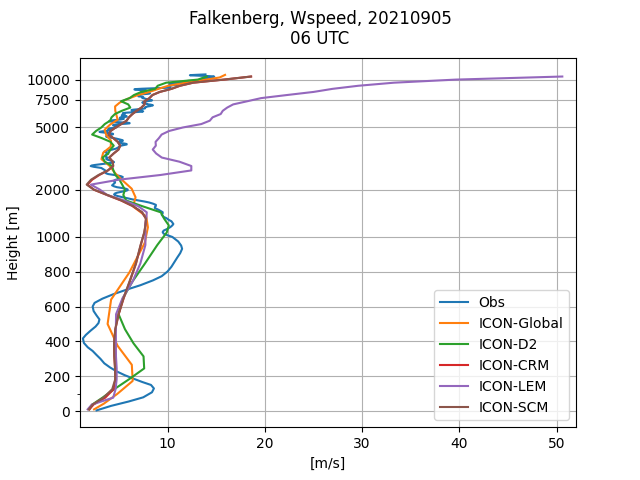 Falkenberg, Wspeed, 20210905
06 UTC
Height [m]
10000
7500
5000
2000
1000
800
600
400
200
0
Obs
ICON-Global
ICON-D2
ICON-CRM
ICON-LEM
ICON-SCM
10 20 30 40 50
[m/s]